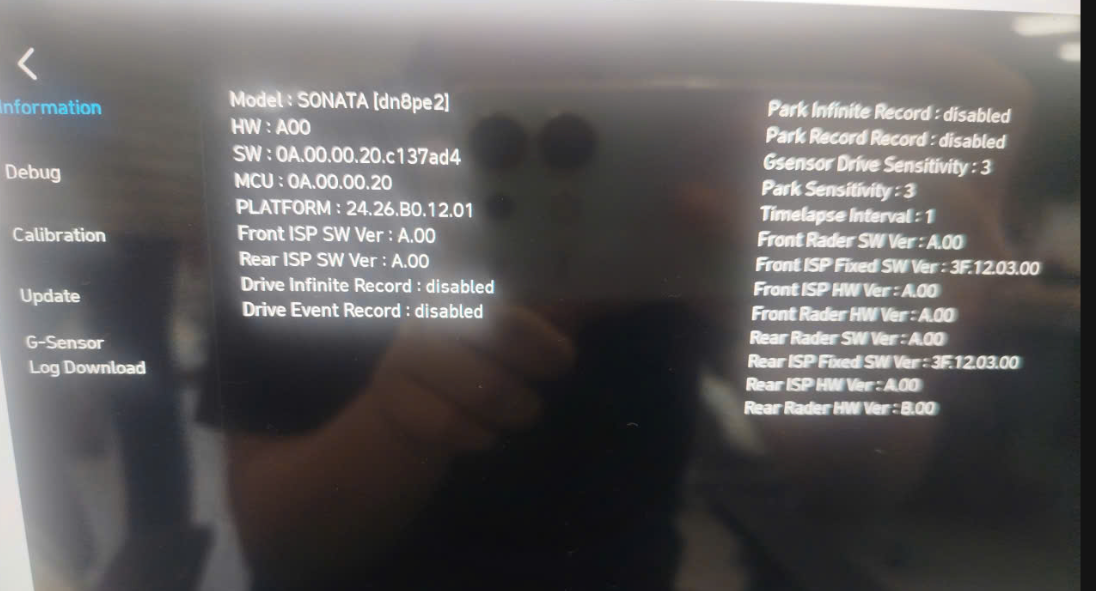 Information
Debug
Calibration
Update
G-Sensor
Log Download
Model : SONATA [dn8pe2]
HW : A00
SW : 0A.00.00.20.c137ad4
MCU : 0A.00.00.20
PLATFORM : 24.26.B0.12.01
Front ISP SW Ver : A.00
Rear ISP SW Ver : A.00
Drive Infinite Record : disabled
Drive Event Record : disabled
Park Infinite Record : disabled
Park Record Record : disabled
Gsensor Drive Sensitivity : 3
Park Sensitivity : 3
Timelapse Interval : 1
Front Rader SW Ver : A.00
Front ISP Fixed SW Ver : 3F.12.03.00
Front ISP HW Ver : A.00
Front Rader HW Ver : A.00
Rear Rader SW Ver : A.00
Rear ISP Fixed SW Ver : 3F.12.03.00
Rear ISP HW Ver : A.00
Rear Rader HW Ver : B.00